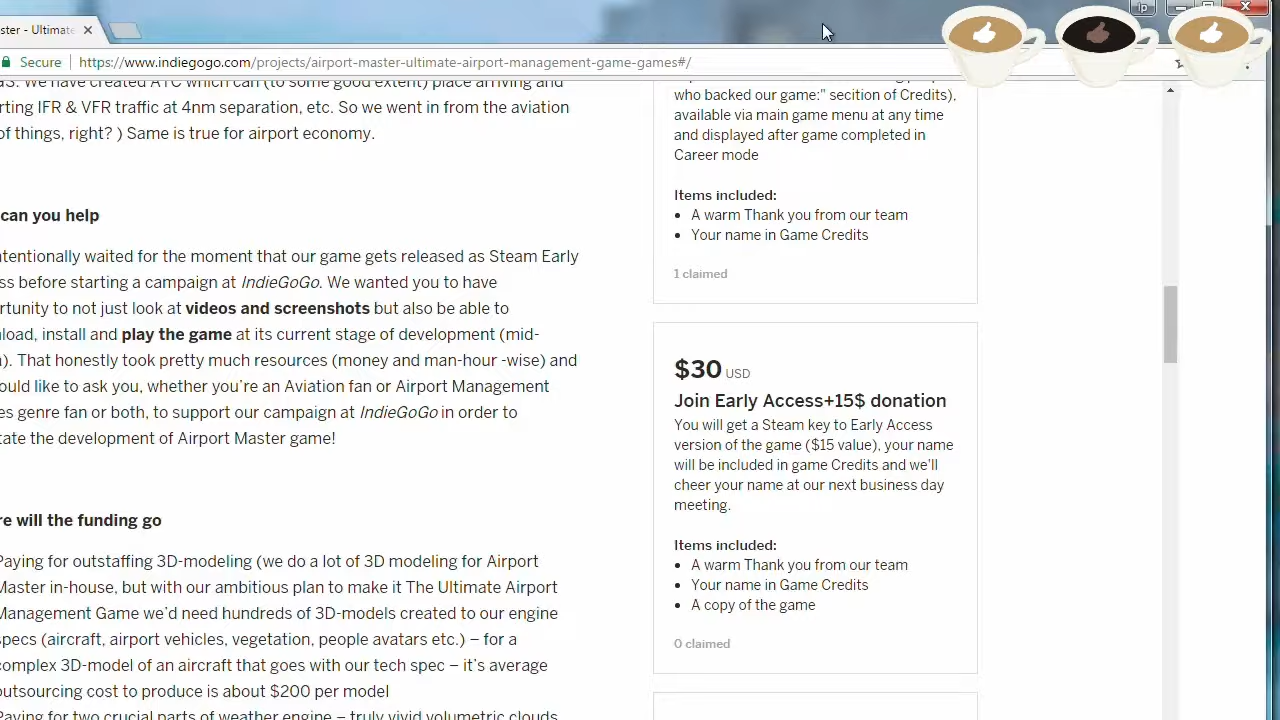 ster - Ultimate
Secure
https://www.indiegogo.com/projects/airport-master-ultimate-airport-management-game-games#/
ip
We have created ATC which can (to some good extent) place arriving and
rting IFR & VFR traffic at 4nm separation, etc. So we went in from the aviation
of things, right? ) Same is true for airport economy.
can you help
ntentionally waited for the moment that our game gets released as Steam Early
ss before starting a campaign at IndieGoGo. We wanted you to have
rtunity to not just look at videos and screenshots but also be able to
nload, install and play the game at its current stage of development (mid-
). That honestly took pretty much resources (money and man-hour -wise) and
ould like to ask you, whether you're an Aviation fan or Airport Management
es genre fan or both, to support our campaign at IndieGoGo in order to
tate the development of Airport Master game!
re will the funding go
Paying for outstaffing 3D-modeling (we do a lot of 3D modeling for Airport
Master in-house, but with our ambitious plan to make it The Ultimate Airport
Management Game we'd need hundreds of 3D-models created to our engine
specs (aircraft, airport vehicles, vegetation, people avatars etc.) – for a
complex 3D-model of an aircraft that goes with our tech spec – it's average
outsourcing cost to produce is about $200 per model
Paying for two crucial parts of weather engine – truly vivid volumetric clouds
who backed our game:" secition of Credits),
available via main game menu at any time
and displayed after game completed in
Career mode
Items included:
• A warm Thank you from our team
• Your name in Game Credits
1 claimed
$30 USD
Join Early Access+15$ donation
You will get a Steam key to Early Access
version of the game ($15 value), your name
will be included in game Credits and we'll
cheer your name at our next business day
meeting.
Items included:
• A warm Thank you from our team
• Your name in Game Credits
• A copy of the game
0 claimed